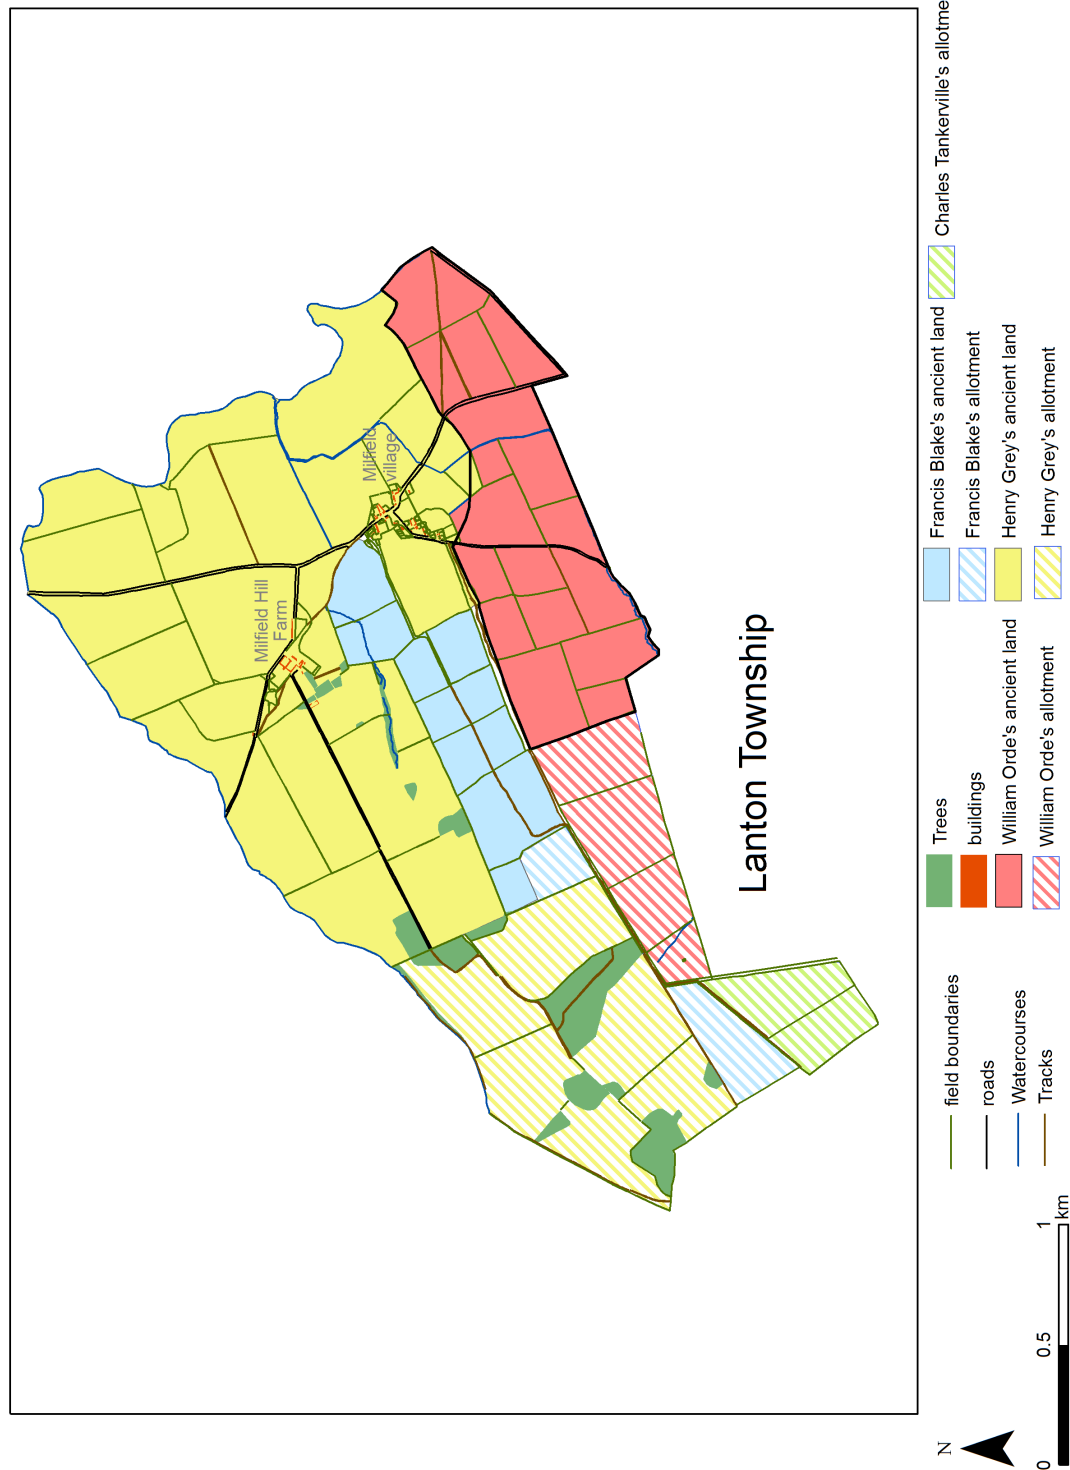 Milfield Hill
Farm
Milfield
village
Lanton Township
N
0
0.5
1
km
field boundaries
roads
Watercourses
Tracks
Trees
buildings
William Orde's ancient land
William Orde's allotment
Francis Blake's ancient land
Francis Blake's allotment
Henry Grey's ancient land
Henry Grey's allotment
Charles Tankerville's allotme